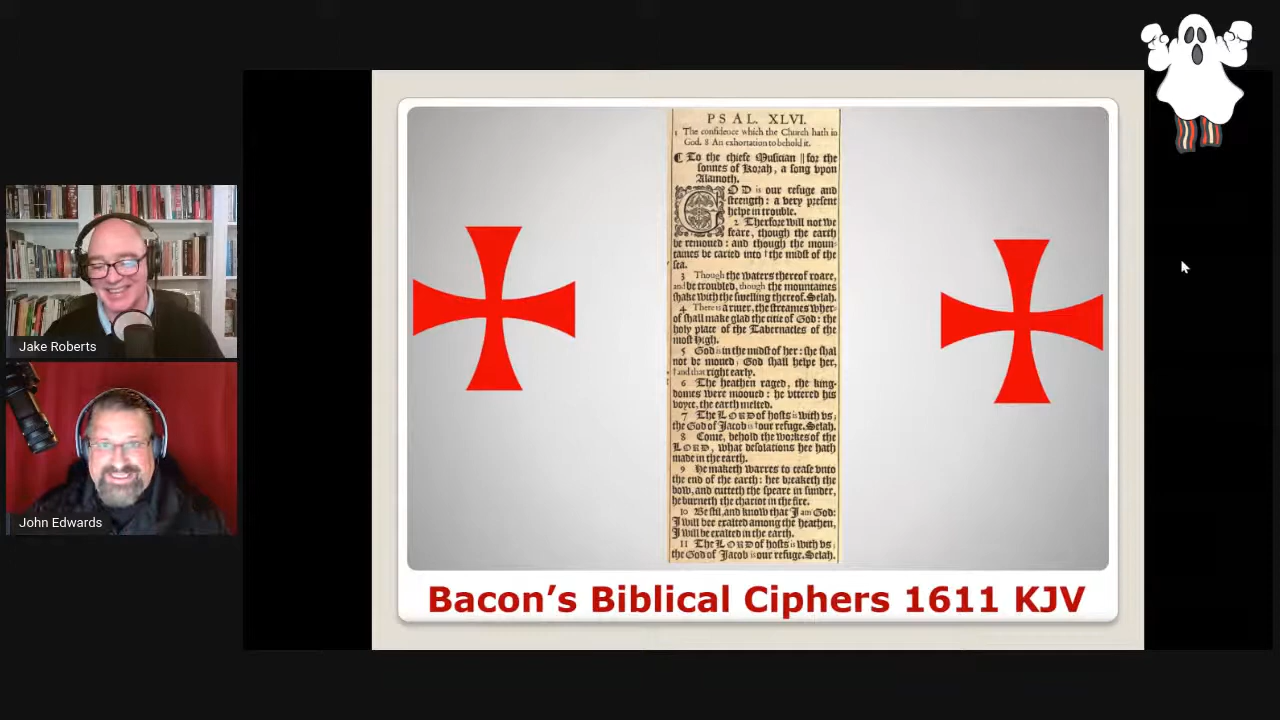 Jake Roberts
John Edwards
PSAL. XLVI.
1 The confidence which the Church hath in
God. 8 An exhortation to behold it.
¶ To the chiefe Musician || for the
sonnes of Korah, a song vpon
Alamoth.
GOD is our refuge and
strength: a very present
helpe in trouble.
2 Therfore will not we
feare, though the earth
be remoued: and though the moun-
taines be caried into † the midst of the
sea.
3 Though the waters thereof roare,
and be troubled, though the mountaines
shake with the swelling thereof. Selah.
4 There is a riuer, the streames wher-
of shall make glad the citie of God: the
holy place of the Tabernacles of the
most High.
5 God is in the midst of her: she shal
not be moued; God shall helpe her,
† and that right early.
6 The heathen raged, the king-
domes were mooued: he vttered his
voyce, the earth melted.
7 The LORD of hosts is with vs;
the God of Jacob is † our refuge. Selah.
8 Come, behold the workes of the
LORD, what desolations hee hath
made in the earth.
9 He maketh warres to cease vnto
the end of the earth: hee breaketh the
bow, and cutteth the speare in sunder,
he burneth the chariot in the fire.
10 Be stil, and know that I am God:
I will bee exalted among the heathen,
I will be exalted in the earth.
11 The LORD of hosts is with vs;
the God of Jacob is our refuge. Selah.
Bacon's Biblical Ciphers 1611 KJV